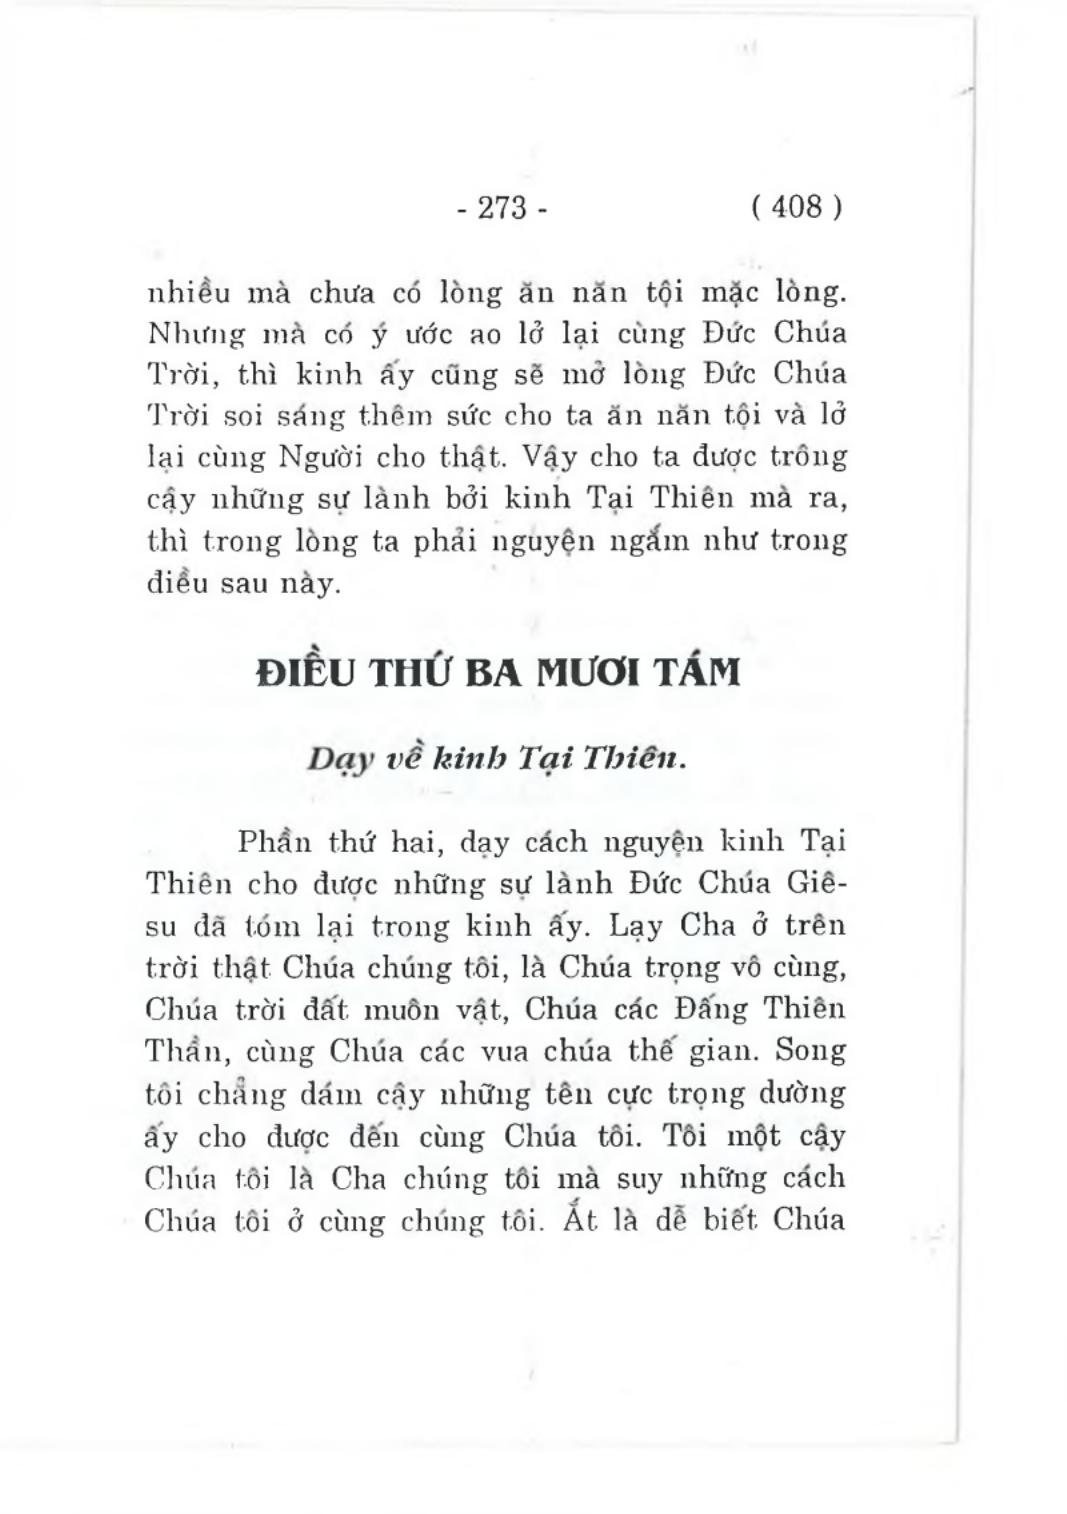 - 273 - ( 408 )
nhiều mà chưa có lòng ăn năn tội mặc lòng.
Nhưng mà có ý ước ao lở lại cùng Đức Chúa
Trời, thì kinh ấy cũng sẽ mở lòng Đức Chúa
Trời soi sáng thêm sức cho ta ăn năn tội và lở
lại cùng Người cho thật. Vậy cho ta được trông
cậy những sự lành bởi kinh Tại Thiên mà ra,
thì trong lòng ta phải nguyện ngắm như trong
điều sau này.
ĐIỀU THỨ BA MƯƠI TÁM
Dạy về kinh Tại Thiên.
Phần thứ hai, dạy cách nguyện kinh Tại
Thiên cho được những sự lành Đức Chúa Giê-
su đã tóm lại trong kinh ấy. Lạy Cha ở trên
trời thật Chúa chúng tôi, là Chúa trọng vô cùng,
Chúa trời đất muôn vật, Chúa các Đấng Thiên
Thần, cùng Chúa các vua chúa thế gian. Song
tôi chẳng dám cậy những tên cực trọng dường
ấy cho được đến cùng Chúa tôi. Tôi một cậy
Chúa tôi là Cha chúng tôi mà suy những cách
Chúa tôi ở cùng chúng tôi. Ắt là dễ biết Chúa